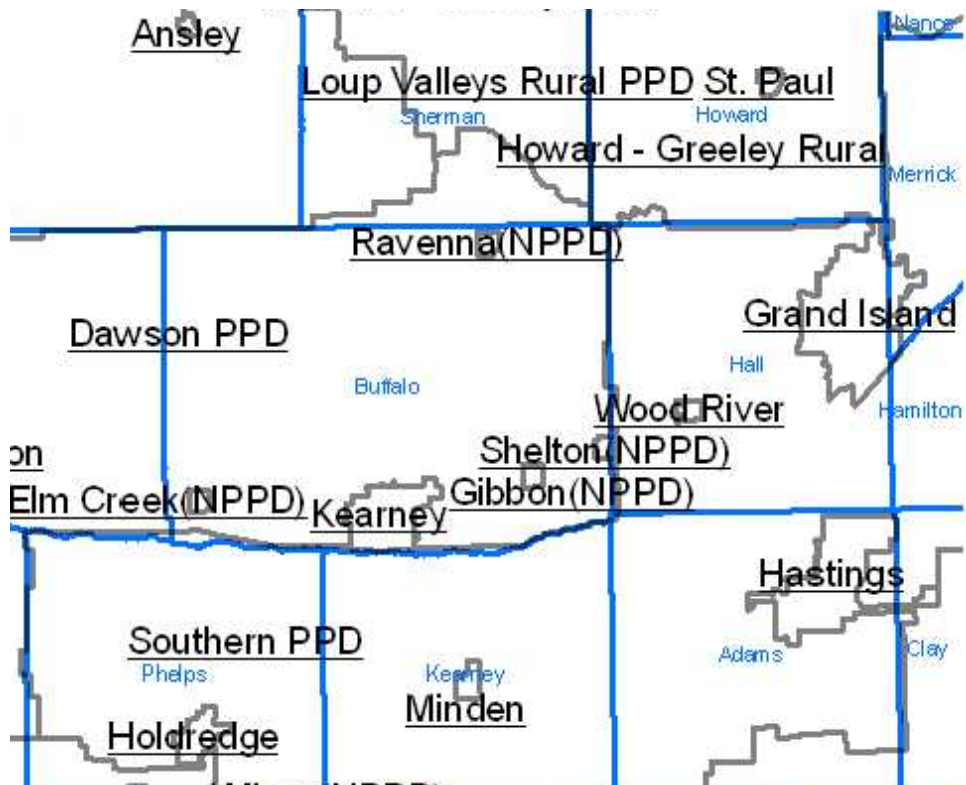 Nance
Ansley
Loup Valleys Rural PPD
St. Paul
Sherman
Howard
Howard - Greeley Rural
Merrick
Ravenna(NPPD)
Grand Island
Dawson PPD
Hall
Buffalo
Wood River
Hamilton
on
Shelton(NPPD)
Elm Creek(NPPD)
Kearney
Gibbon(NPPD)
Hastings
Southern PPD
Phelps
Kearney
Adams
Clay
Minden
Holdredge